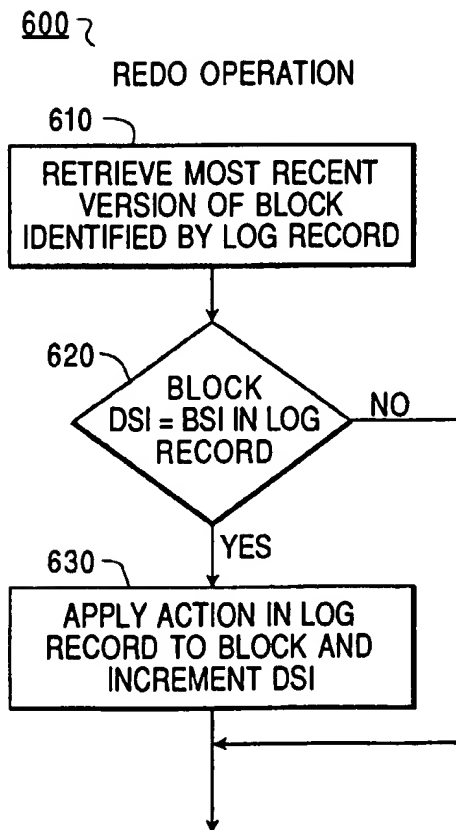 600
REDO OPERATION
610
RETRIEVE MOST RECENT
VERSION OF BLOCK
IDENTIFIED BY LOG RECORD
620
BLOCK
DSI = BSI IN LOG
RECORD
NO
YES
630
APPLY ACTION IN LOG
RECORD TO BLOCK AND
INCREMENT DSI